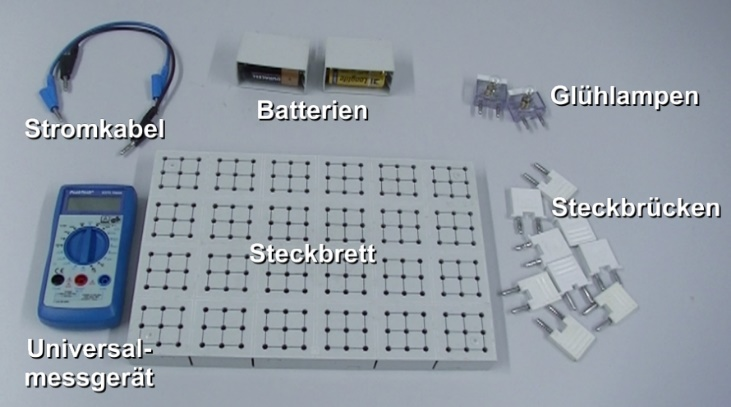 Batterien
Glühlampen
Stromkabel
Steckbrücken
Steckbrett
Universal-
messgerät